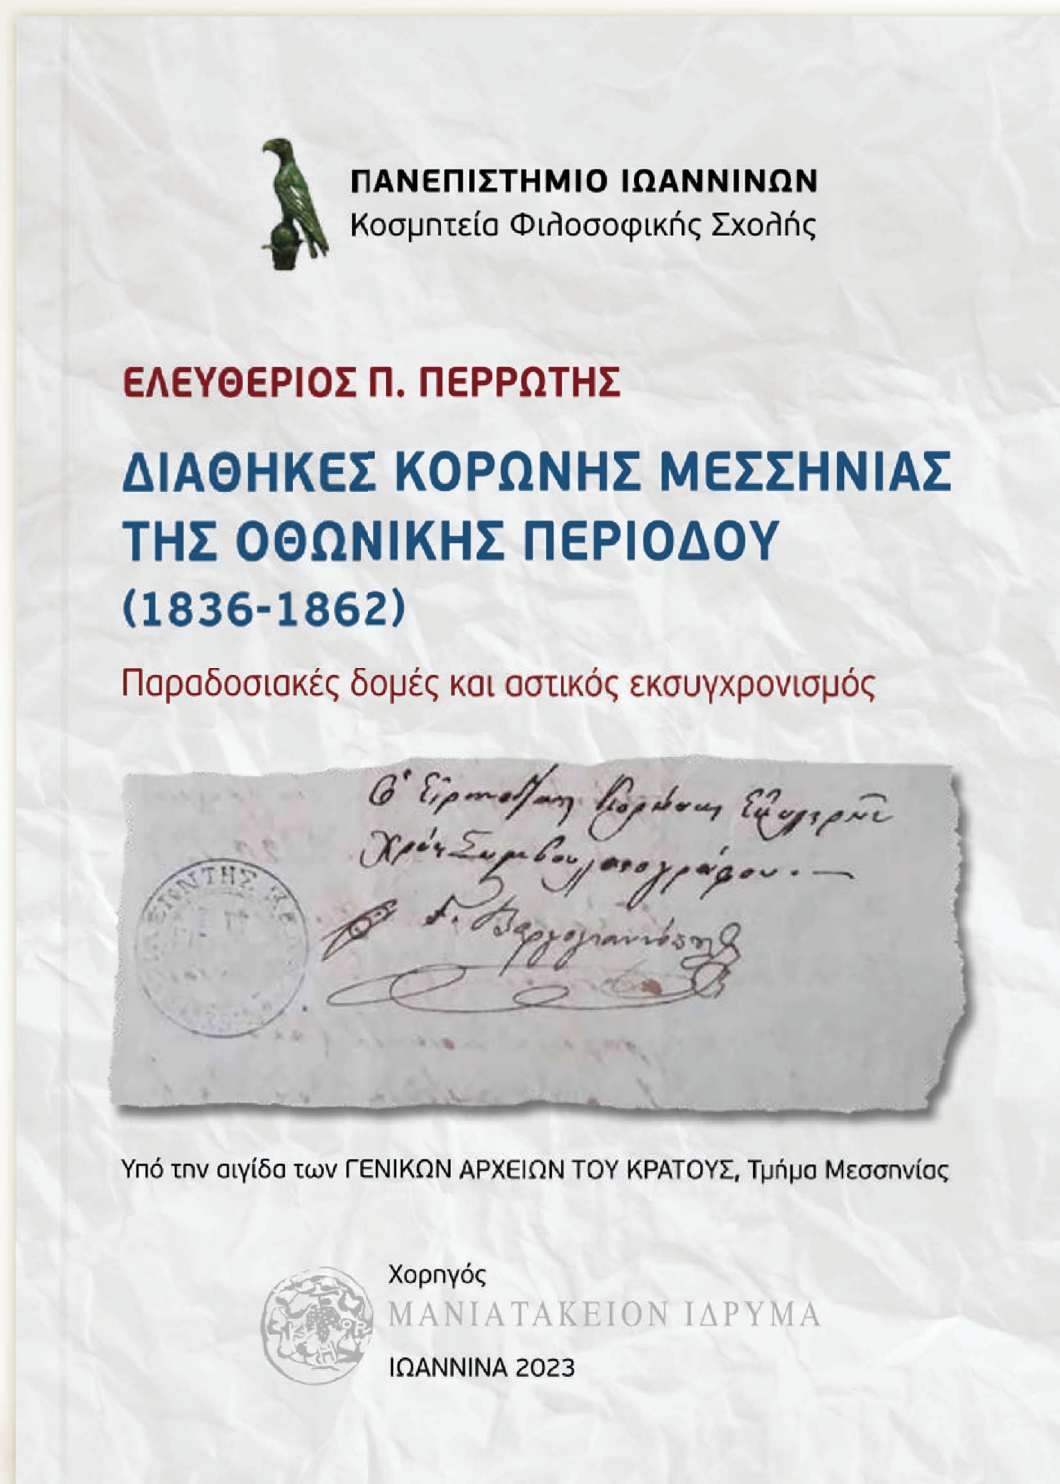 ΠΑΝΕΠΙΣΤΗΜΙΟ ΙΩΑΝΝΙΝΩΝ
Κοσμητεία Φιλοσοφικής Σχολής
ΕΛΕΥΘΕΡΙΟΣ Π. ΠΕΡΡΩΤΗΣ
ΔΙΑΘΗΚΕΣ ΚΟΡΩΝΗΣ ΜΕΣΣΗΝΙΑΣ
ΤΗΣ ΟΘΩΝΙΚΗΣ ΠΕΡΙΟΔΟΥ
(1836-1862)
Παραδοσιακές δομές και αστικός εκσυγχρονισμός
Υπό την αιγίδα των ΓΕΝΙΚΩΝ ΑΡΧΕΙΩΝ ΤΟΥ ΚΡΑΤΟΥΣ, Τμήμα Μεσσηνίας
Χορηγός
ΜΑΝΙΑΤΑΚΕΙΟΝ ΙΔΡΥΜΑ
ΙΩΑΝΝΙΝΑ 2023